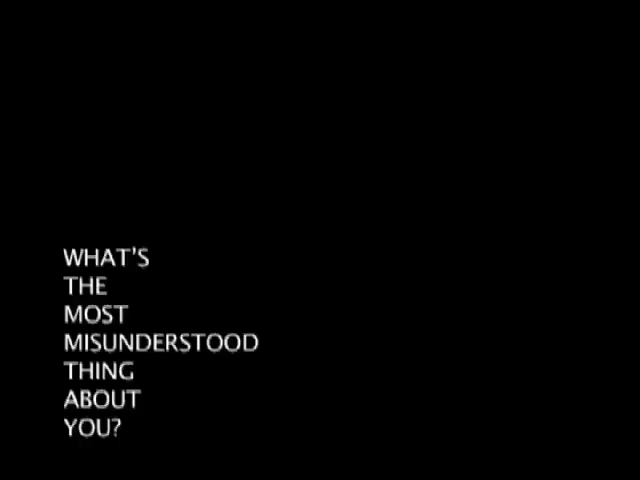 WHAT'S
THE
MOST
MISUNDERSTOOD
THING
ABOUT
YOU?